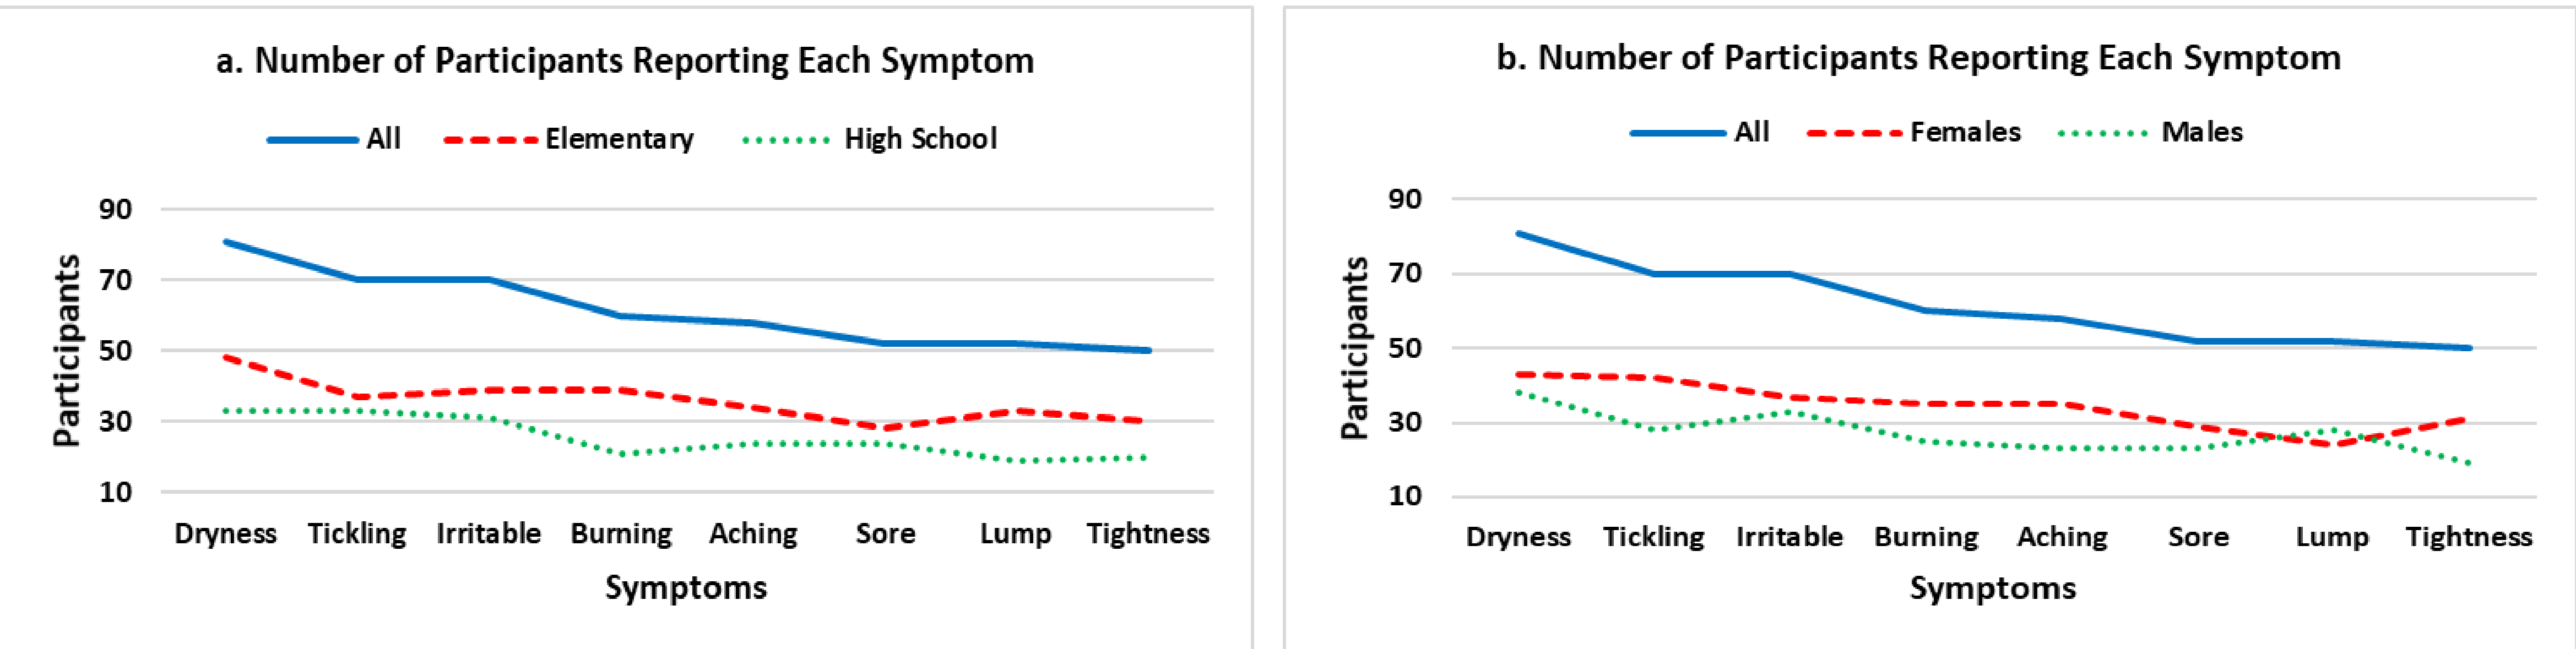 a. Number of Participants Reporting Each Symptom
All Elementary High School
90
70
50
30
10
Participants
Dryness Tickling Irritable Burning Aching Sore Lump Tightness
Symptoms
b. Number of Participants Reporting Each Symptom
All Females Males
90
70
50
30
10
Participants
Dryness Tickling Irritable Burning Aching Sore Lump Tightness
Symptoms